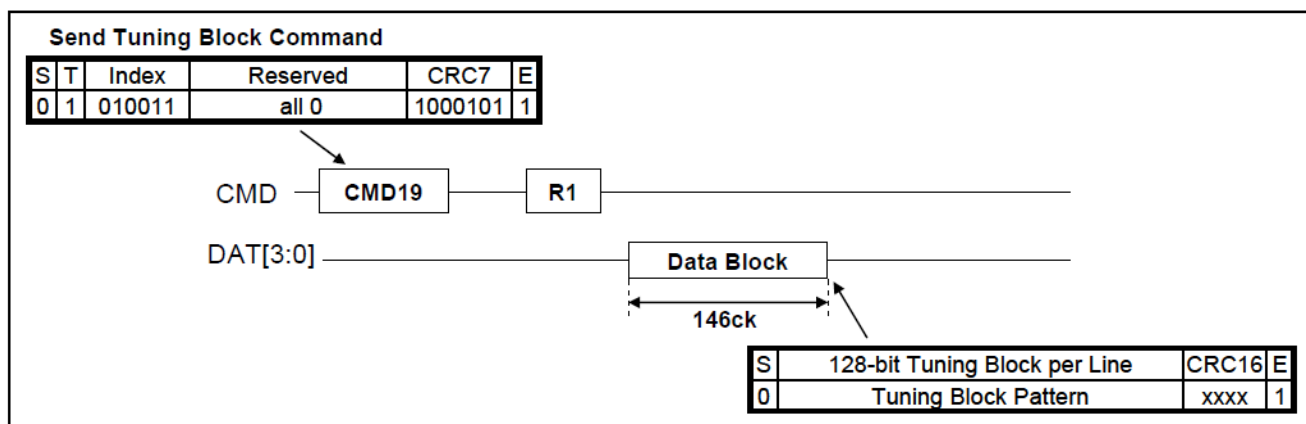 Send Tuning Block Command
S T Index Reserved CRC7 E
0 1 010011 all 0 1000101 1
CMD CMD19 R1
DAT[3:0] Data Block
146ck
S 128-bit Tuning Block per Line CRC16 E
0 Tuning Block Pattern xxxx 1